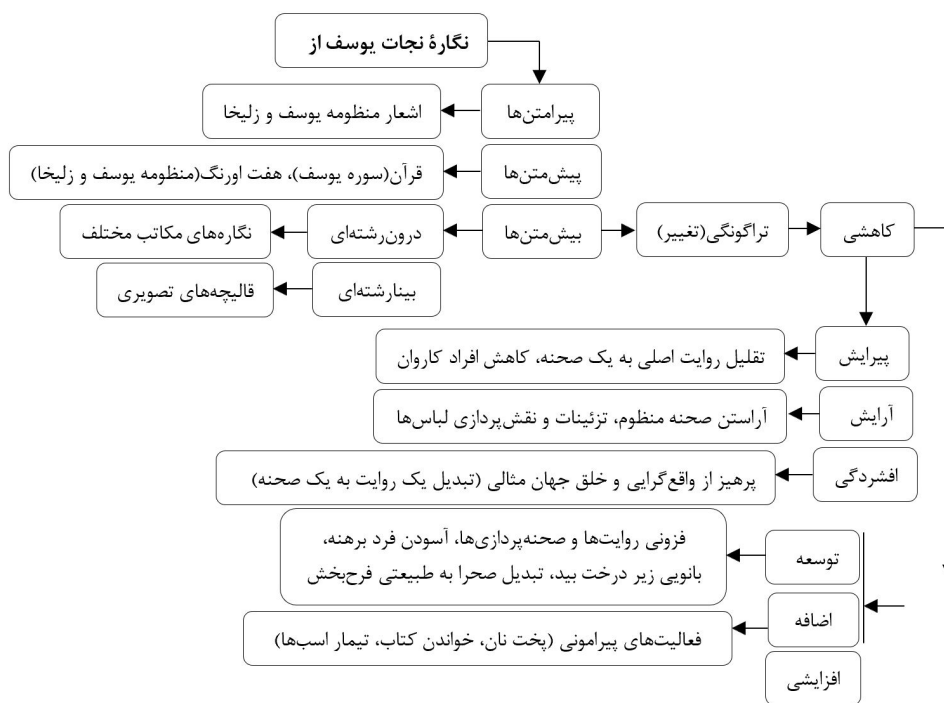 نگارهٔ نجات یوسف از
پیرامتن‌ها
اشعار منظومه یوسف و زلیخا
پیش‌متن‌ها
قرآن(سوره یوسف)، هفت اورنگ(منظومه یوسف و زلیخا)
کاهشی
تراگونگی(تغییر)
بیش‌متن‌ها
درون‌رشته‌ای
نگاره‌های مکاتب مختلف
بینارشته‌ای
قالیچه‌های تصویری
پیرایش
تقلیل روایت اصلی به یک صحنه، کاهش افراد کاروان
آرایش
آراستن صحنه منظوم، تزئینات و نقش‌پردازی لباس‌ها
افشردگی
پرهیز از واقع‌گرایی و خلق جهان مثالی (تبدیل یک روایت به یک صحنه)
توسعه
فزونی روایت‌ها و صحنه‌پردازی‌ها، آسودن فرد برهنه،
بانویی زیر درخت بید، تبدیل صحرا به طبیعتی فرح‌بخش
اضافه
فعالیت‌های پیرامونی (پخت نان، خواندن کتاب، تیمار اسب‌ها)
افزایشی